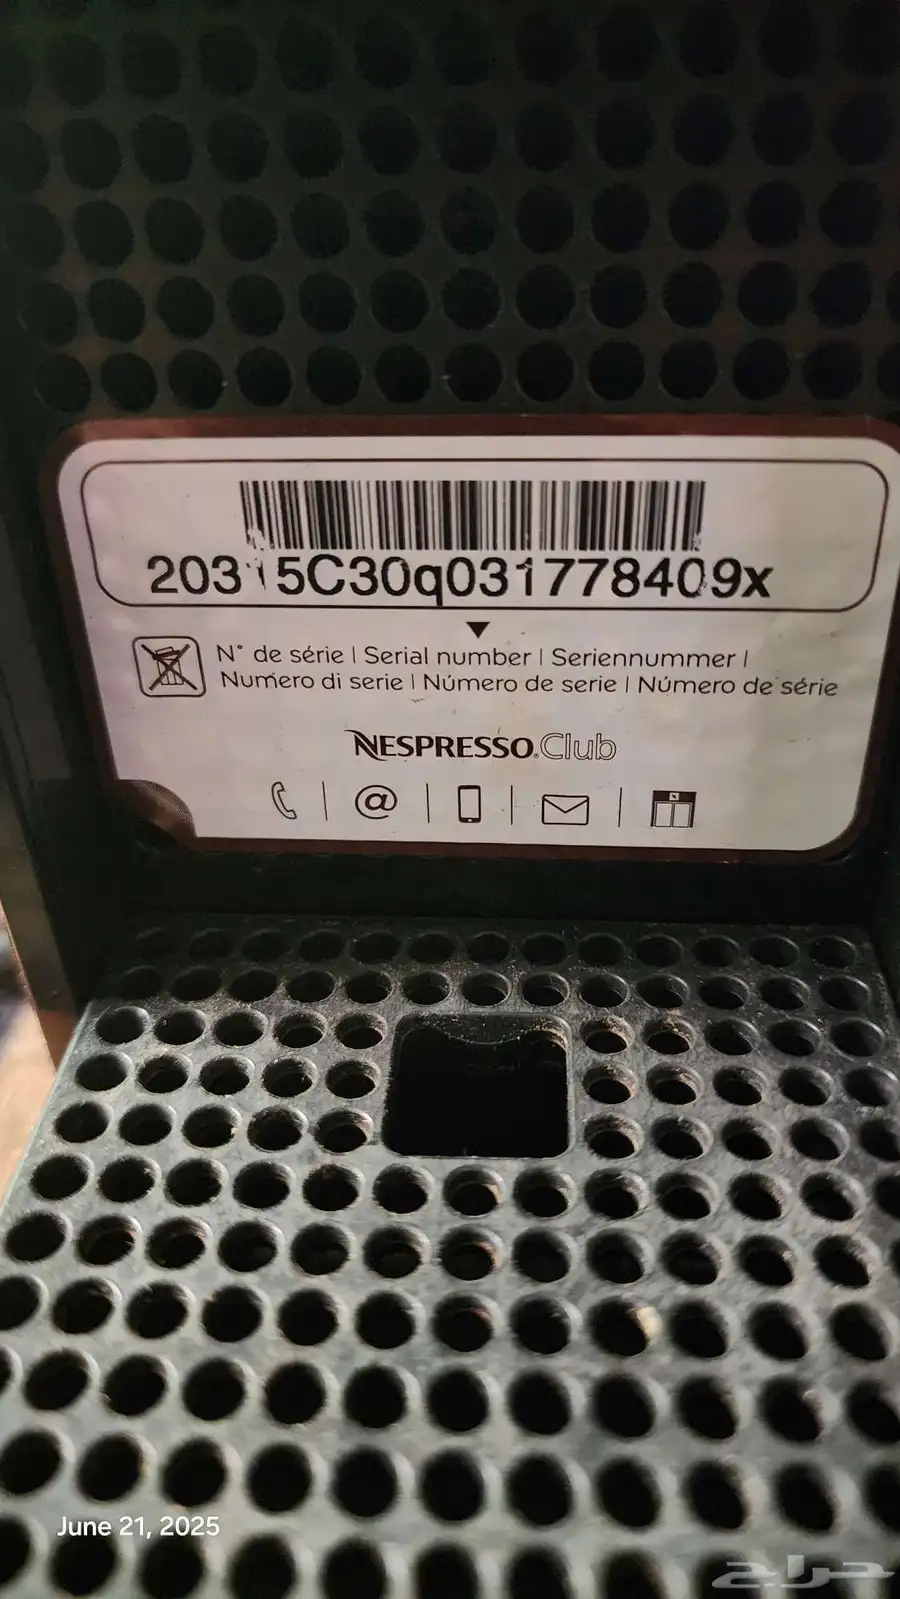 20315C30q031778409x
N° de série | Serial number | Seriennummer |
Numero di serie | Número de serie | Número de série
NESPRESSO.Club
June 21, 2025
حراج